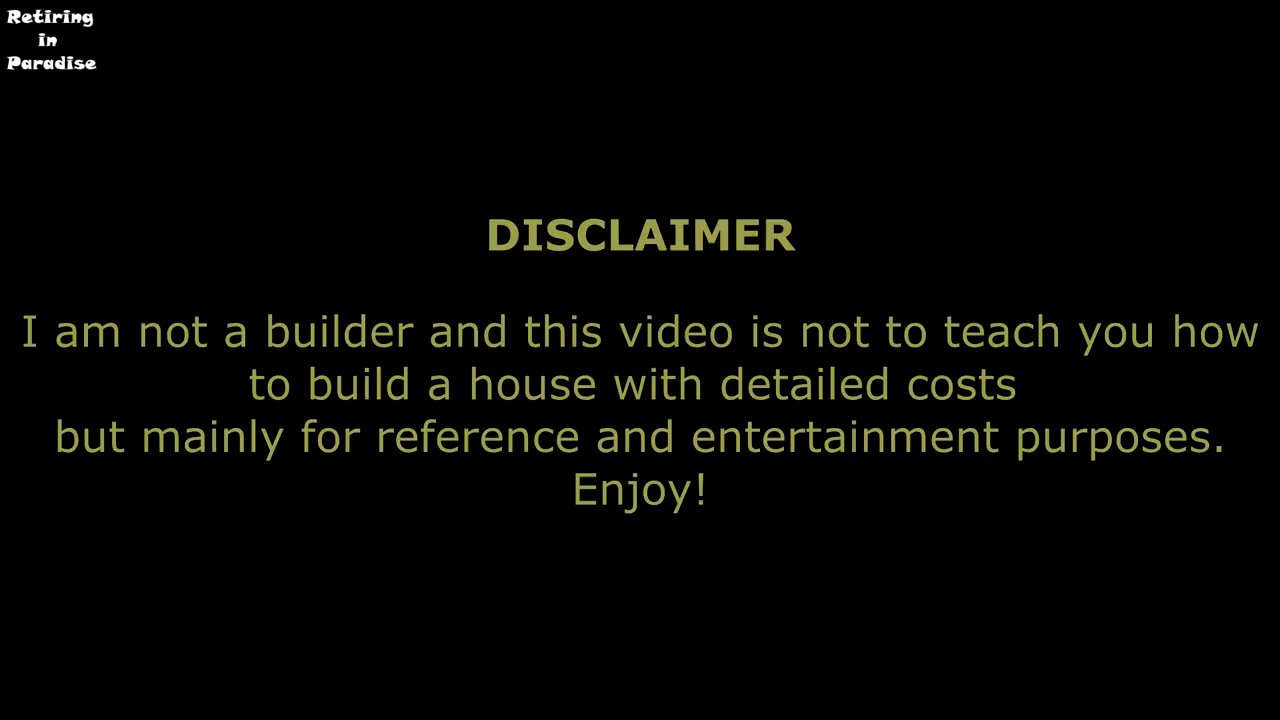 Retiring
in
Paradise
DISCLAIMER
I am not a builder and this video is not to teach you how
to build a house with detailed costs
but mainly for reference and entertainment purposes.
Enjoy!